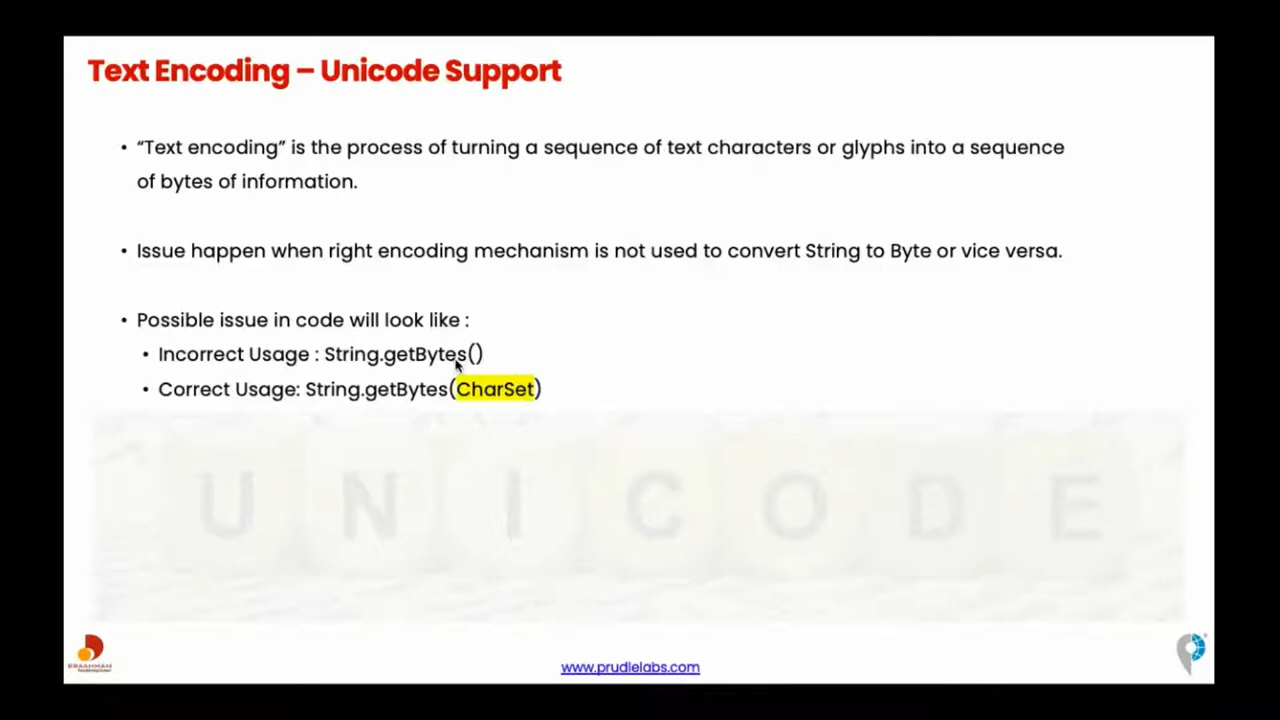 Text Encoding – Unicode Support
• “Text encoding” is the process of turning a sequence of text characters or glyphs into a sequence
of bytes of information.
• Issue happen when right encoding mechanism is not used to convert String to Byte or vice versa.
• Possible issue in code will look like :
• Incorrect Usage : String.getBytes()
• Correct Usage: String.getBytes(CharSet)
UNICODE
BRAAHMAM
www.prudlelabs.com